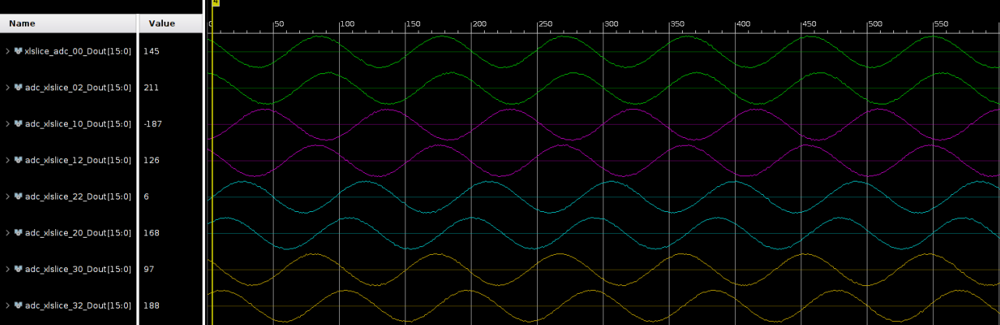 4
Name Value
0 50 100 150 200 250 300 350 400 450 500 550
xlslice_adc_00_Dout[15:0] 145
adc_xlslice_02_Dout[15:0] 211
adc_xlslice_10_Dout[15:0] -187
adc_xlslice_12_Dout[15:0] 126
adc_xlslice_22_Dout[15:0] 6
adc_xlslice_20_Dout[15:0] 168
adc_xlslice_30_Dout[15:0] 97
adc_xlslice_32_Dout[15:0] 188